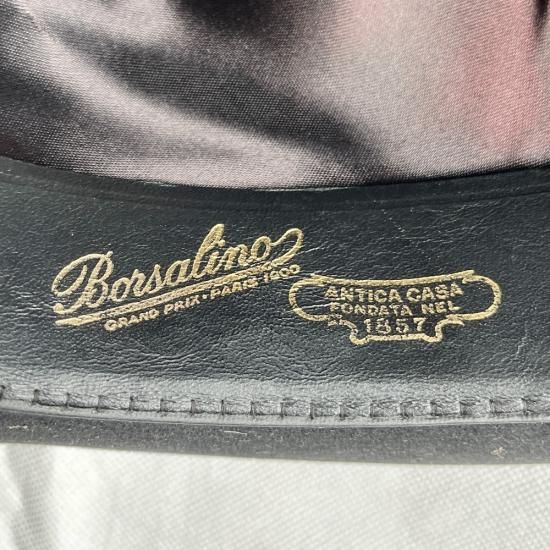 Borsalino
GRAND PRIX · PARIS 1900
ANTICA CASA
FONDATA NEL
1857